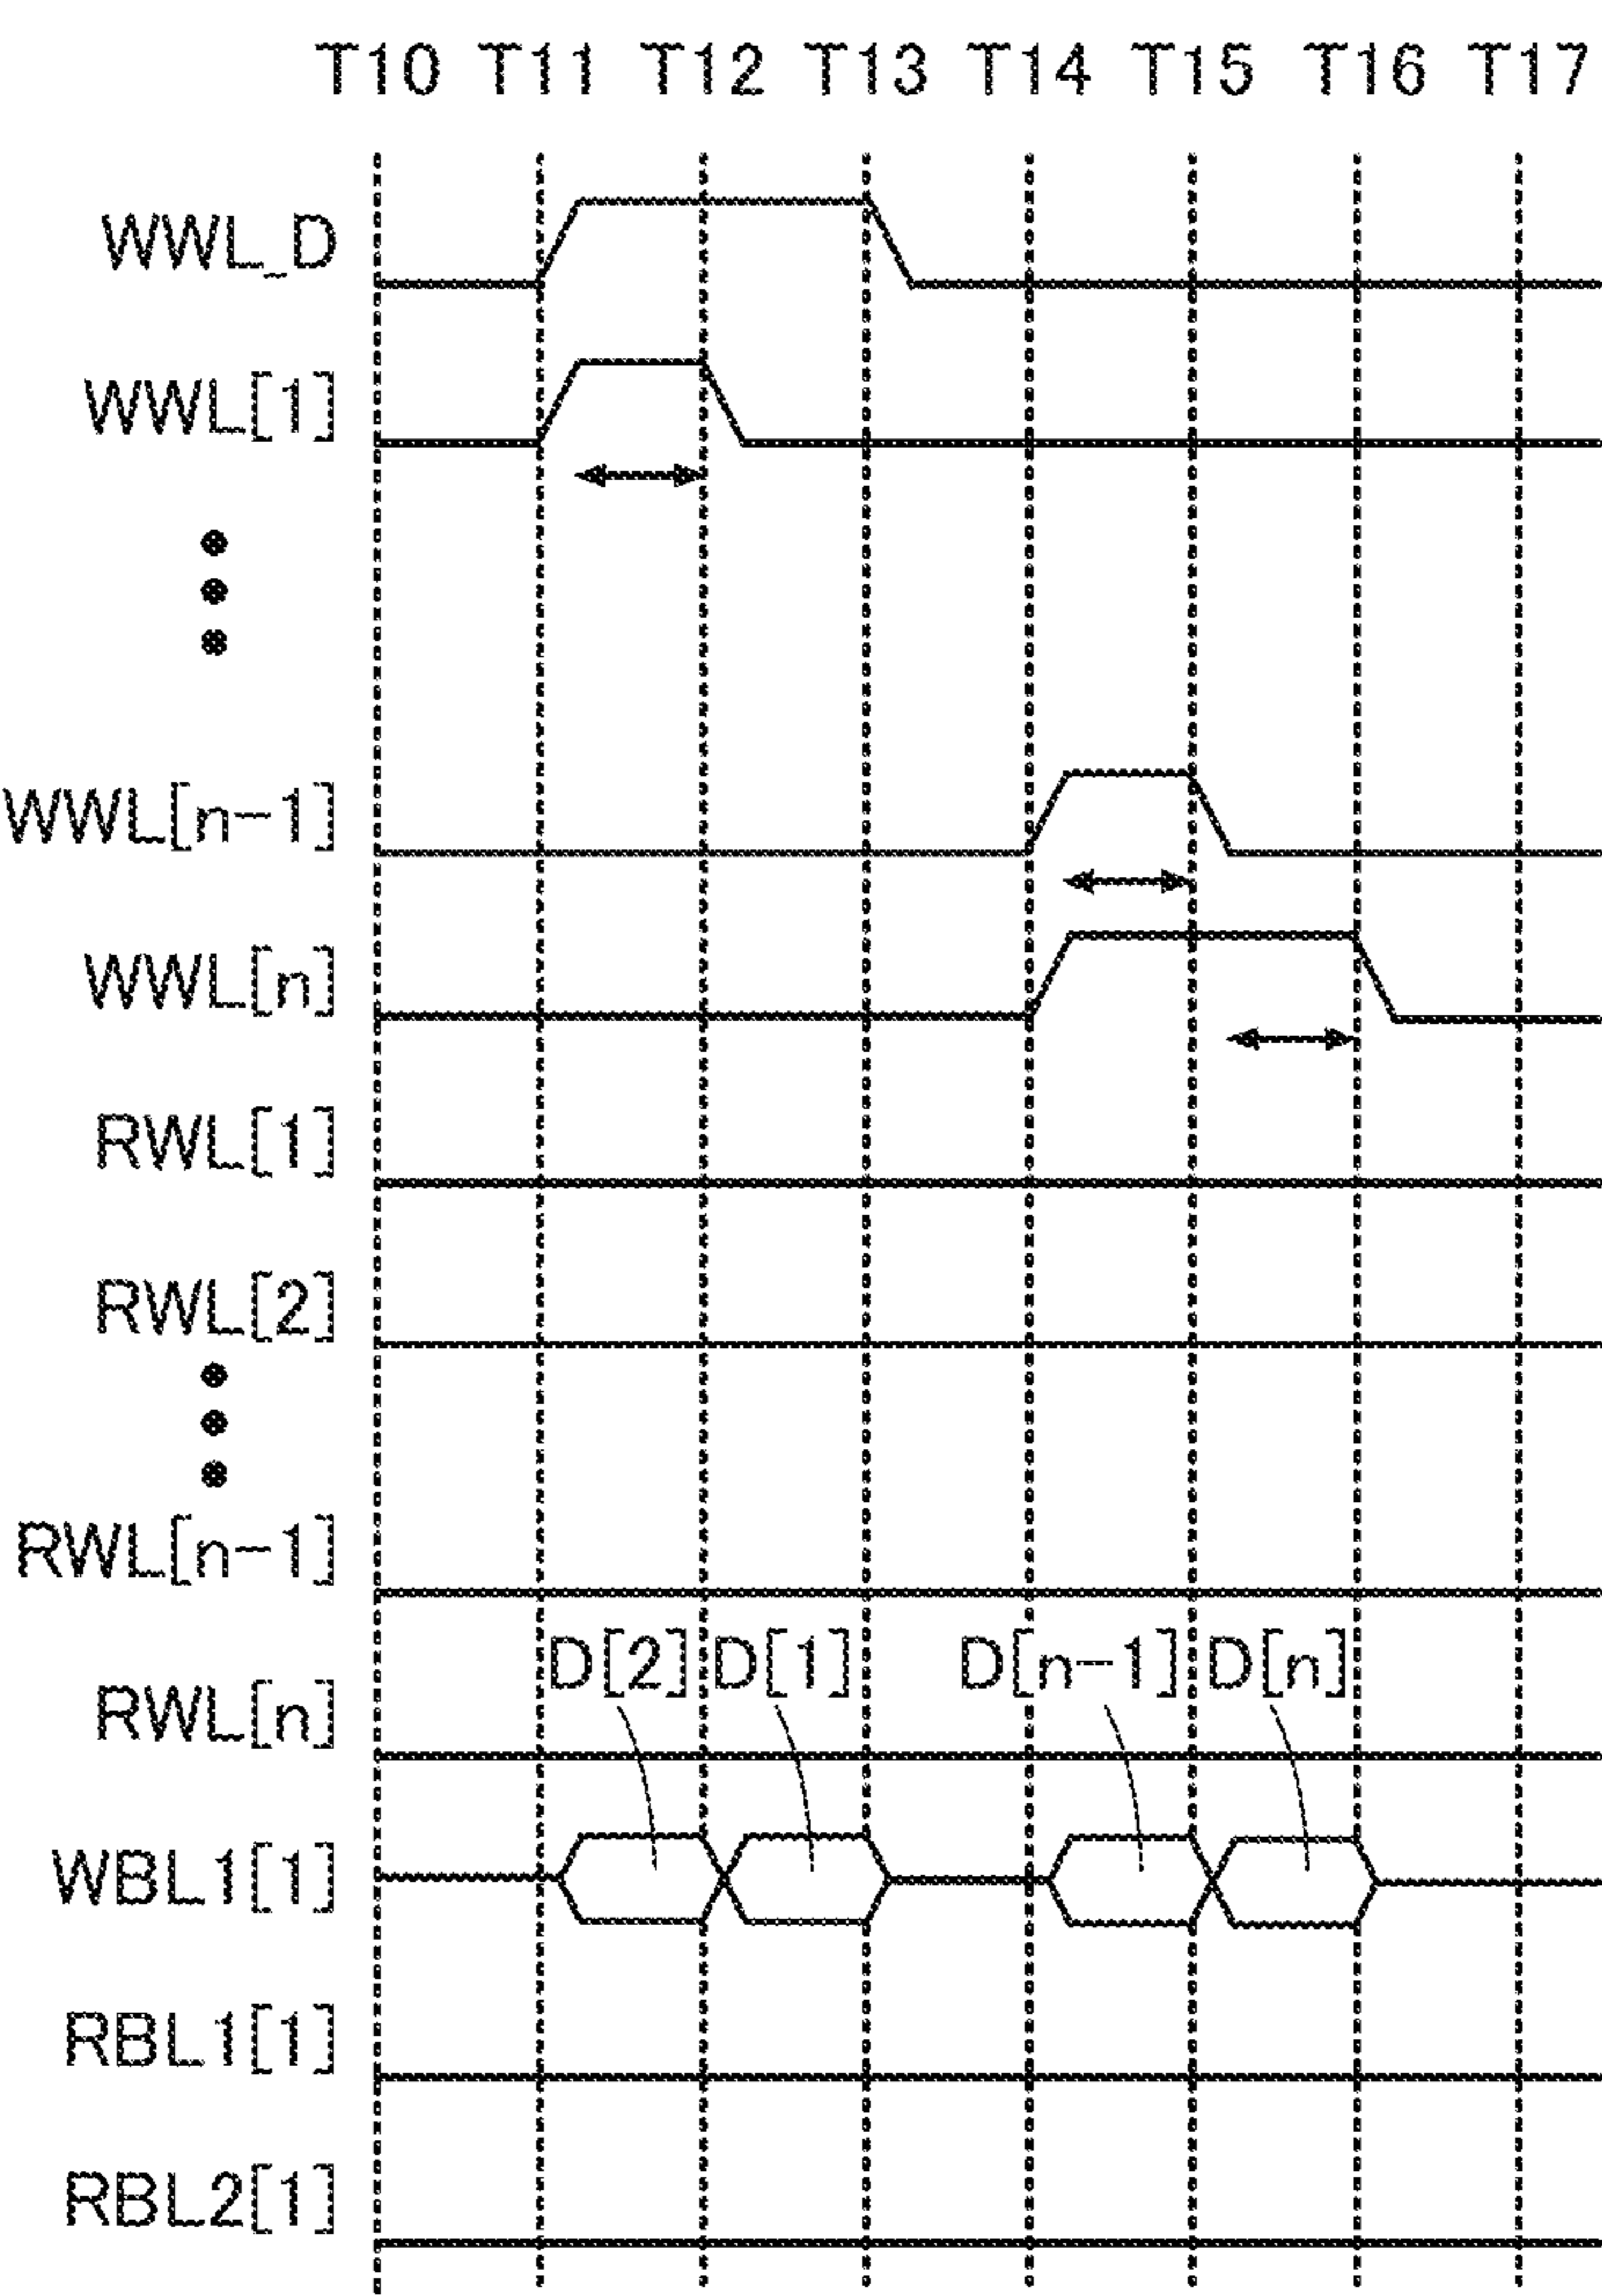 T10 T11 T12 T13 T14 T15 T16 T17
WWL_D
WWL[1]
WWL[n-1]
WWL[n]
RWL[1]
RWL[2]
RWL[n-1]
D[2] D[1] D[n-1] D[n]
RWL[n]
WBL1[1]
RBL1[1]
RBL2[1]